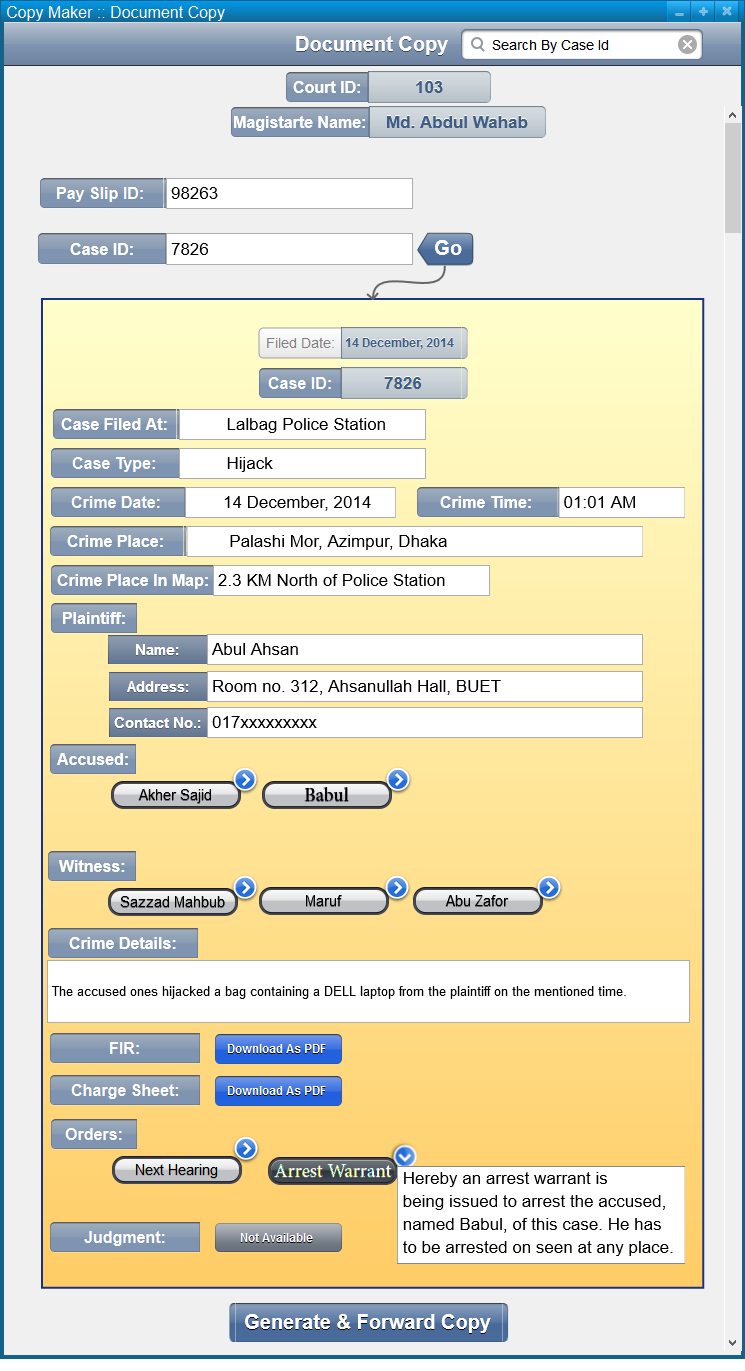 Copy Maker :: Document Copy
Document Copy
Search By Case Id
Court ID: 103
Magistarte Name: Md. Abdul Wahab
Pay Slip ID: 98263
Case ID: 7826 Go
Filed Date: 14 December, 2014
Case ID: 7826
Case Filed At: Lalbag Police Station
Case Type: Hijack
Crime Date: 14 December, 2014 Crime Time: 01:01 AM
Crime Place: Palashi Mor, Azimpur, Dhaka
Crime Place In Map: 2.3 KM North of Police Station
Plaintiff:
Name: Abul Ahsan
Address: Room no. 312, Ahsanullah Hall, BUET
Contact No.: 017xxxxxxxxx
Accused:
Akher Sajid Babul
Witness:
Sazzad Mahbub Maruf Abu Zafor
Crime Details:
The accused ones hijacked a bag containing a DELL laptop from the plaintiff on the mentioned time.
FIR: Download As PDF
Charge Sheet: Download As PDF
Orders:
Next Hearing Arrest Warrant
Hereby an arrest warrant is
being issued to arrest the accused,
named Babul, of this case. He has
to be arrested on seen at any place.
Judgment: Not Available
Generate & Forward Copy